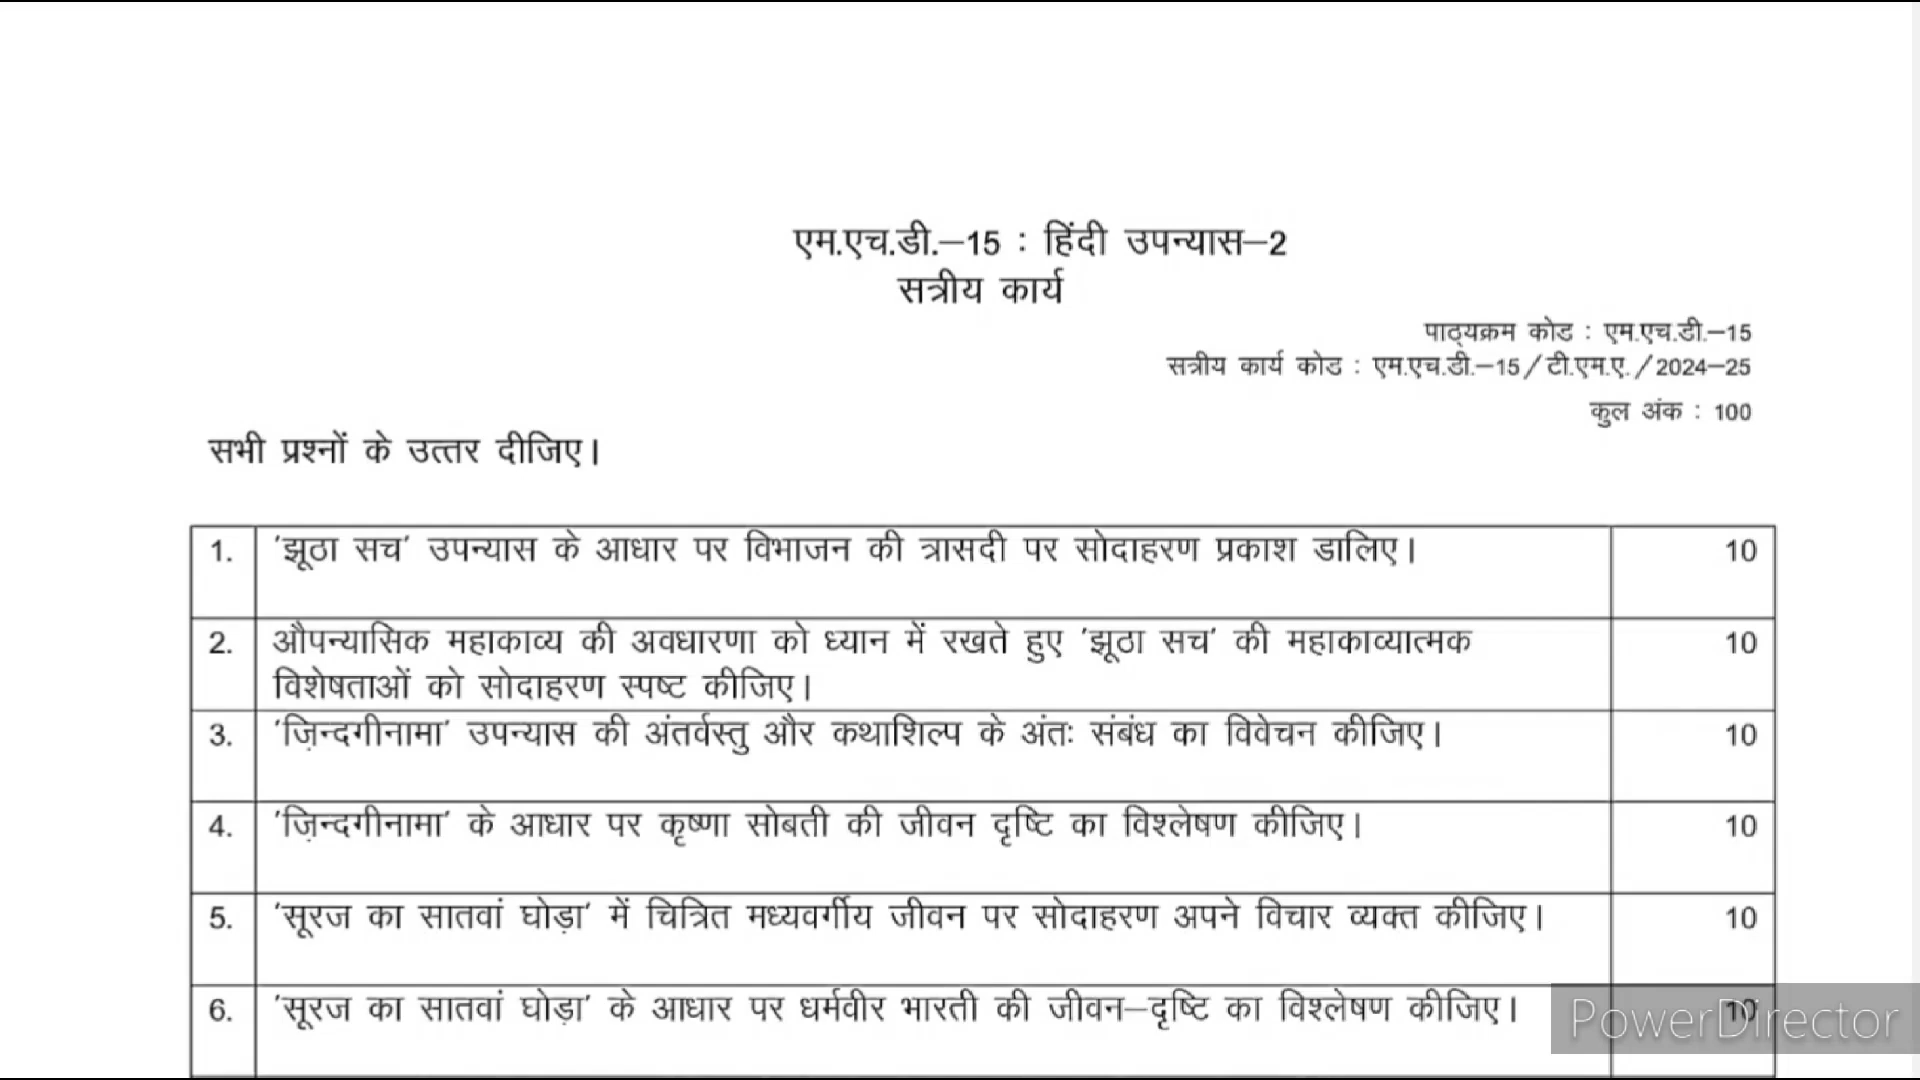 एम.एच.डी.–15 : हिंदी उपन्यास–2
सत्रीय कार्य
पाठ्यक्रम कोड : एम.एच.डी.–15
सत्रीय कार्य कोड : एम.एच.डी.–15/टी.एम.ए./2024–25
कुल अंक : 100
सभी प्रश्नों के उत्तर दीजिए।
1. 'झूठा सच' उपन्यास के आधार पर विभाजन की त्रासदी पर सोदाहरण प्रकाश डालिए। 10
2. औपन्यासिक महाकाव्य की अवधारणा को ध्यान में रखते हुए 'झूठा सच' की महाकाव्यात्मक 10
विशेषताओं को सोदाहरण स्पष्ट कीजिए।
3. 'ज़िन्दगीनामा' उपन्यास की अंतर्वस्तु और कथाशिल्प के अंतः संबंध का विवेचन कीजिए। 10
4. 'ज़िन्दगीनामा' के आधार पर कृष्णा सोबती की जीवन दृष्टि का विश्लेषण कीजिए। 10
5. 'सूरज का सातवां घोड़ा' में चित्रित मध्यवर्गीय जीवन पर सोदाहरण अपने विचार व्यक्त कीजिए। 10
6. 'सूरज का सातवां घोड़ा' के आधार पर धर्मवीर भारती की जीवन–दृष्टि का विश्लेषण कीजिए। 10
PowerDirector